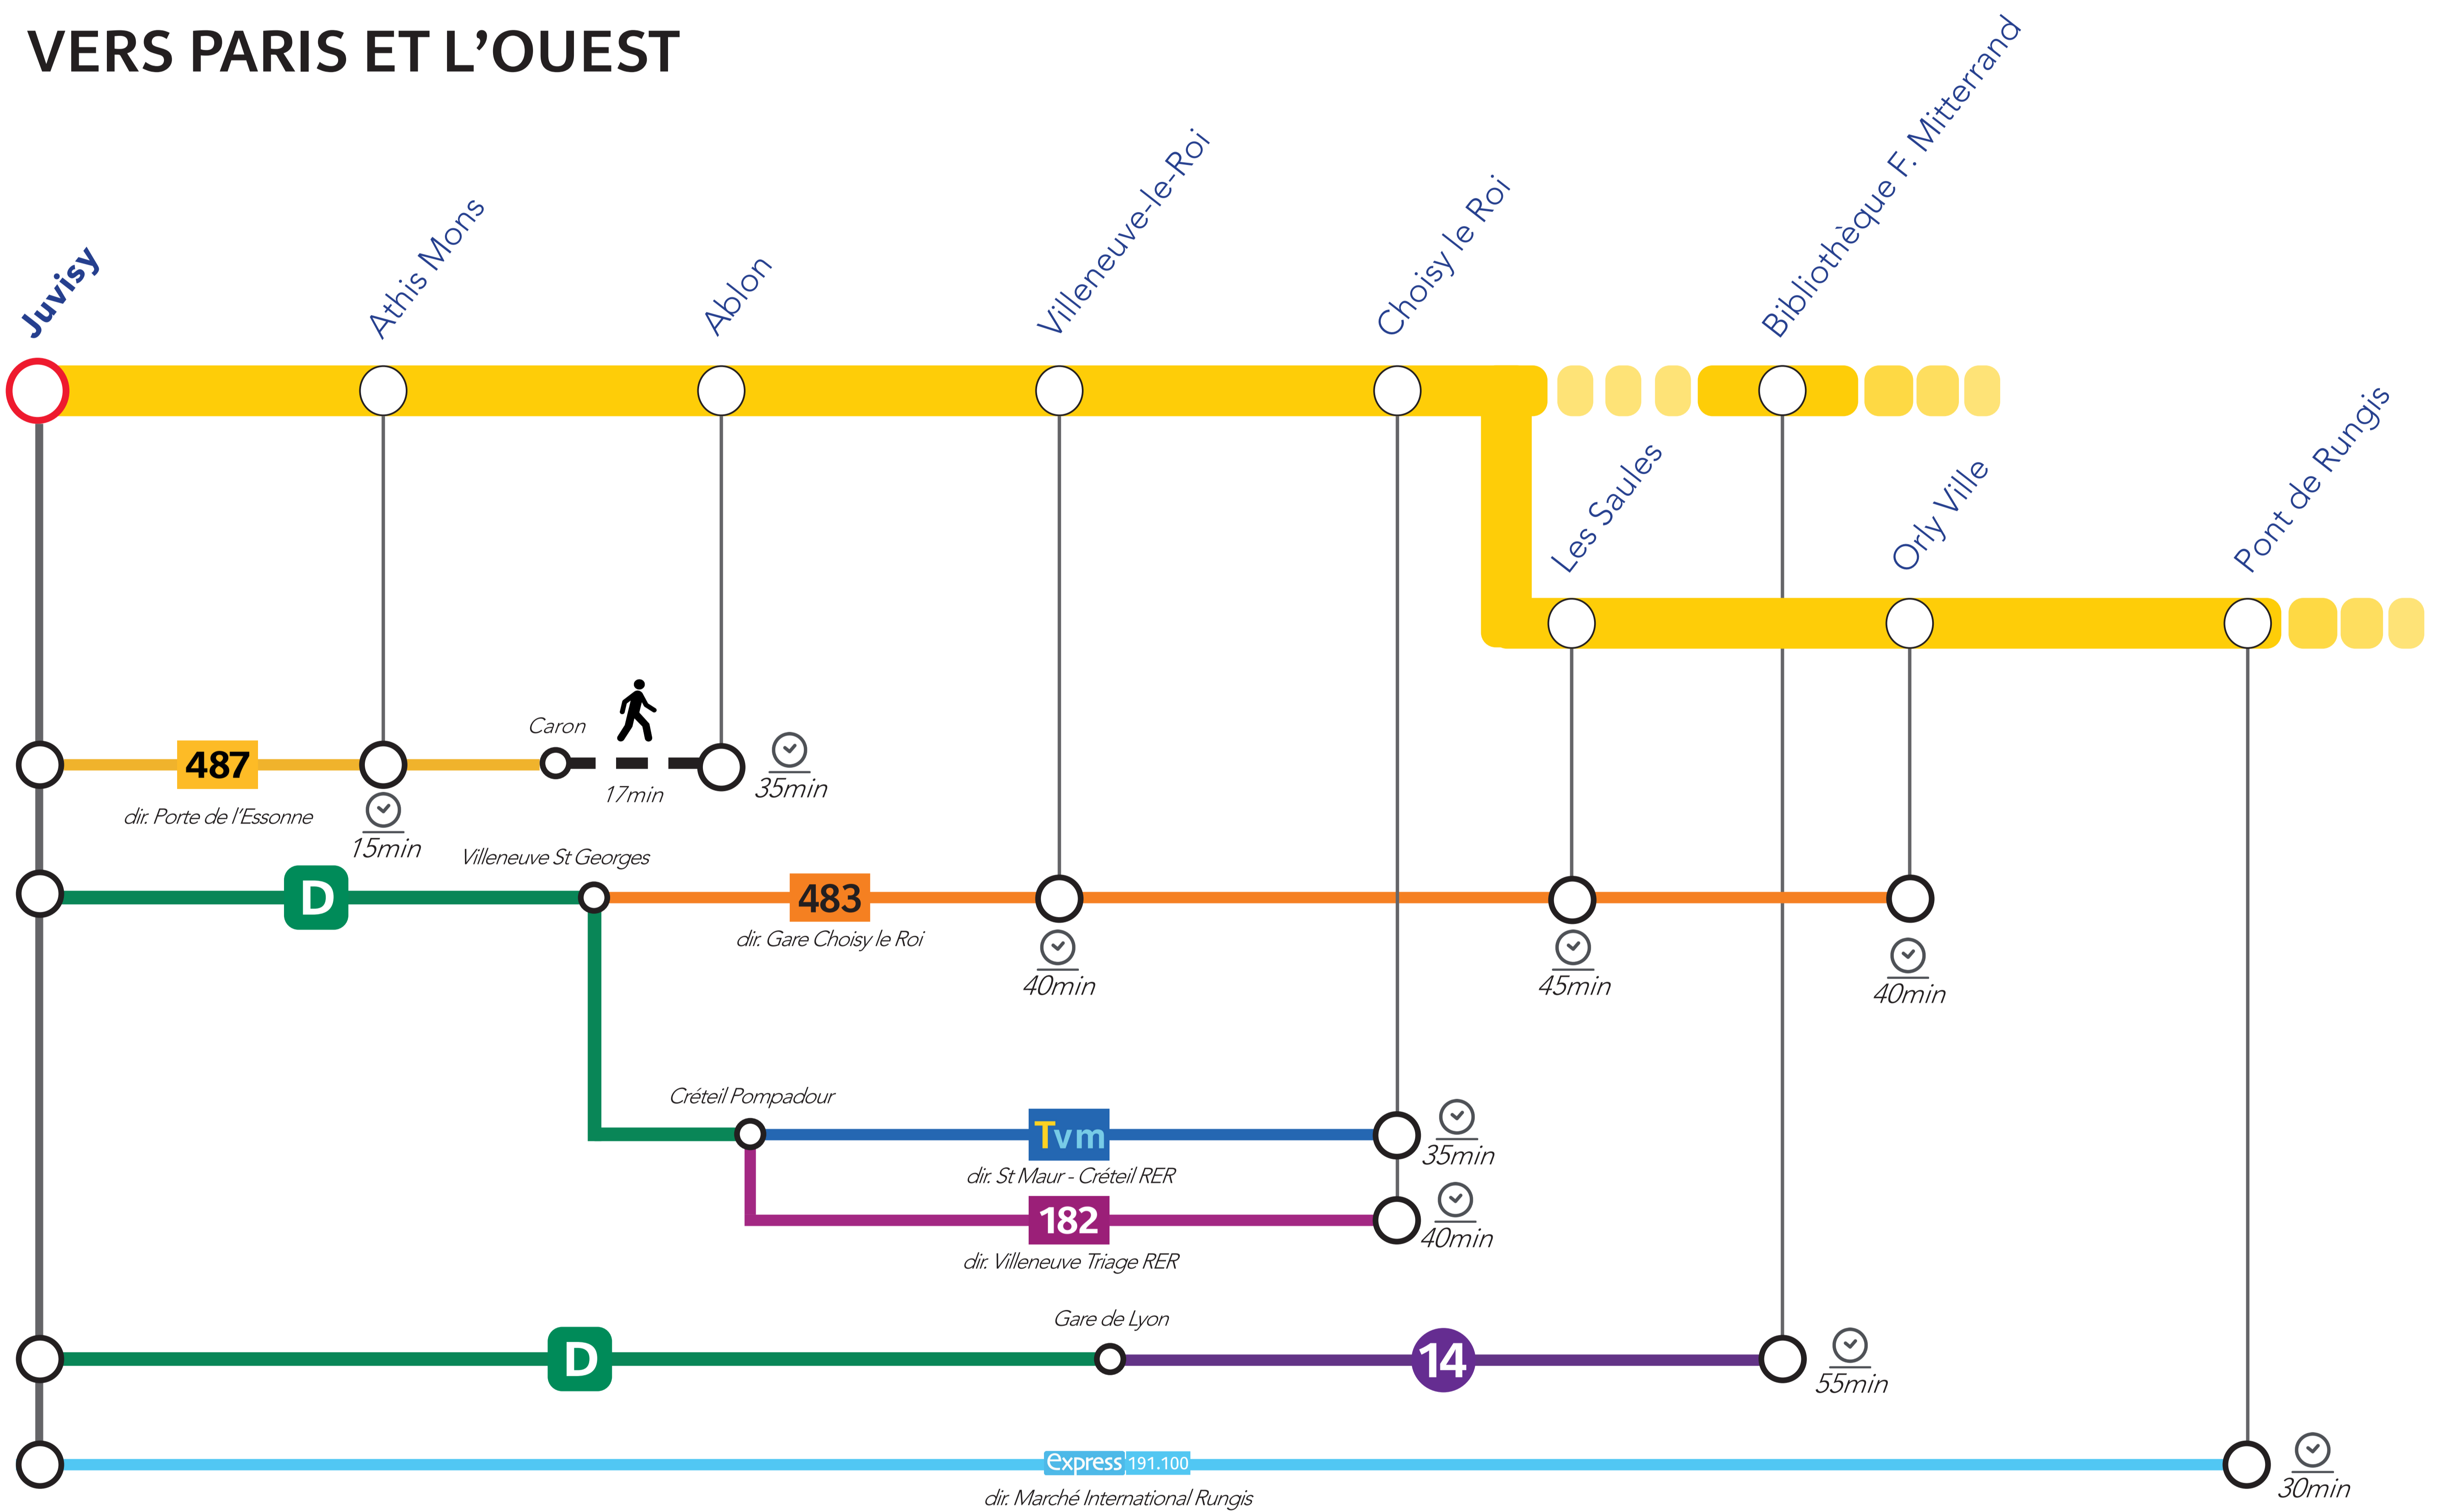 VERS PARIS ET L'OUEST
Juvisy
Athis Mons
Ablon
Villeneuve-le-Roi
Choisy le Roi
Bibliothèque F. Mitterrand
Les Saules
Orly Ville
Pont de Rungis
Caron
487
17min
35min
dir. Porte de l'Essonne
15min
Villeneuve St Georges
D
483
dir. Gare Choisy le Roi
40min
45min
40min
Créteil Pompadour
Tvm
35min
dir. St Maur - Créteil RER
182
40min
dir. Villeneuve Triage RER
Gare de Lyon
D
14
55min
express 191.100
30min
dir. Marché International Rungis